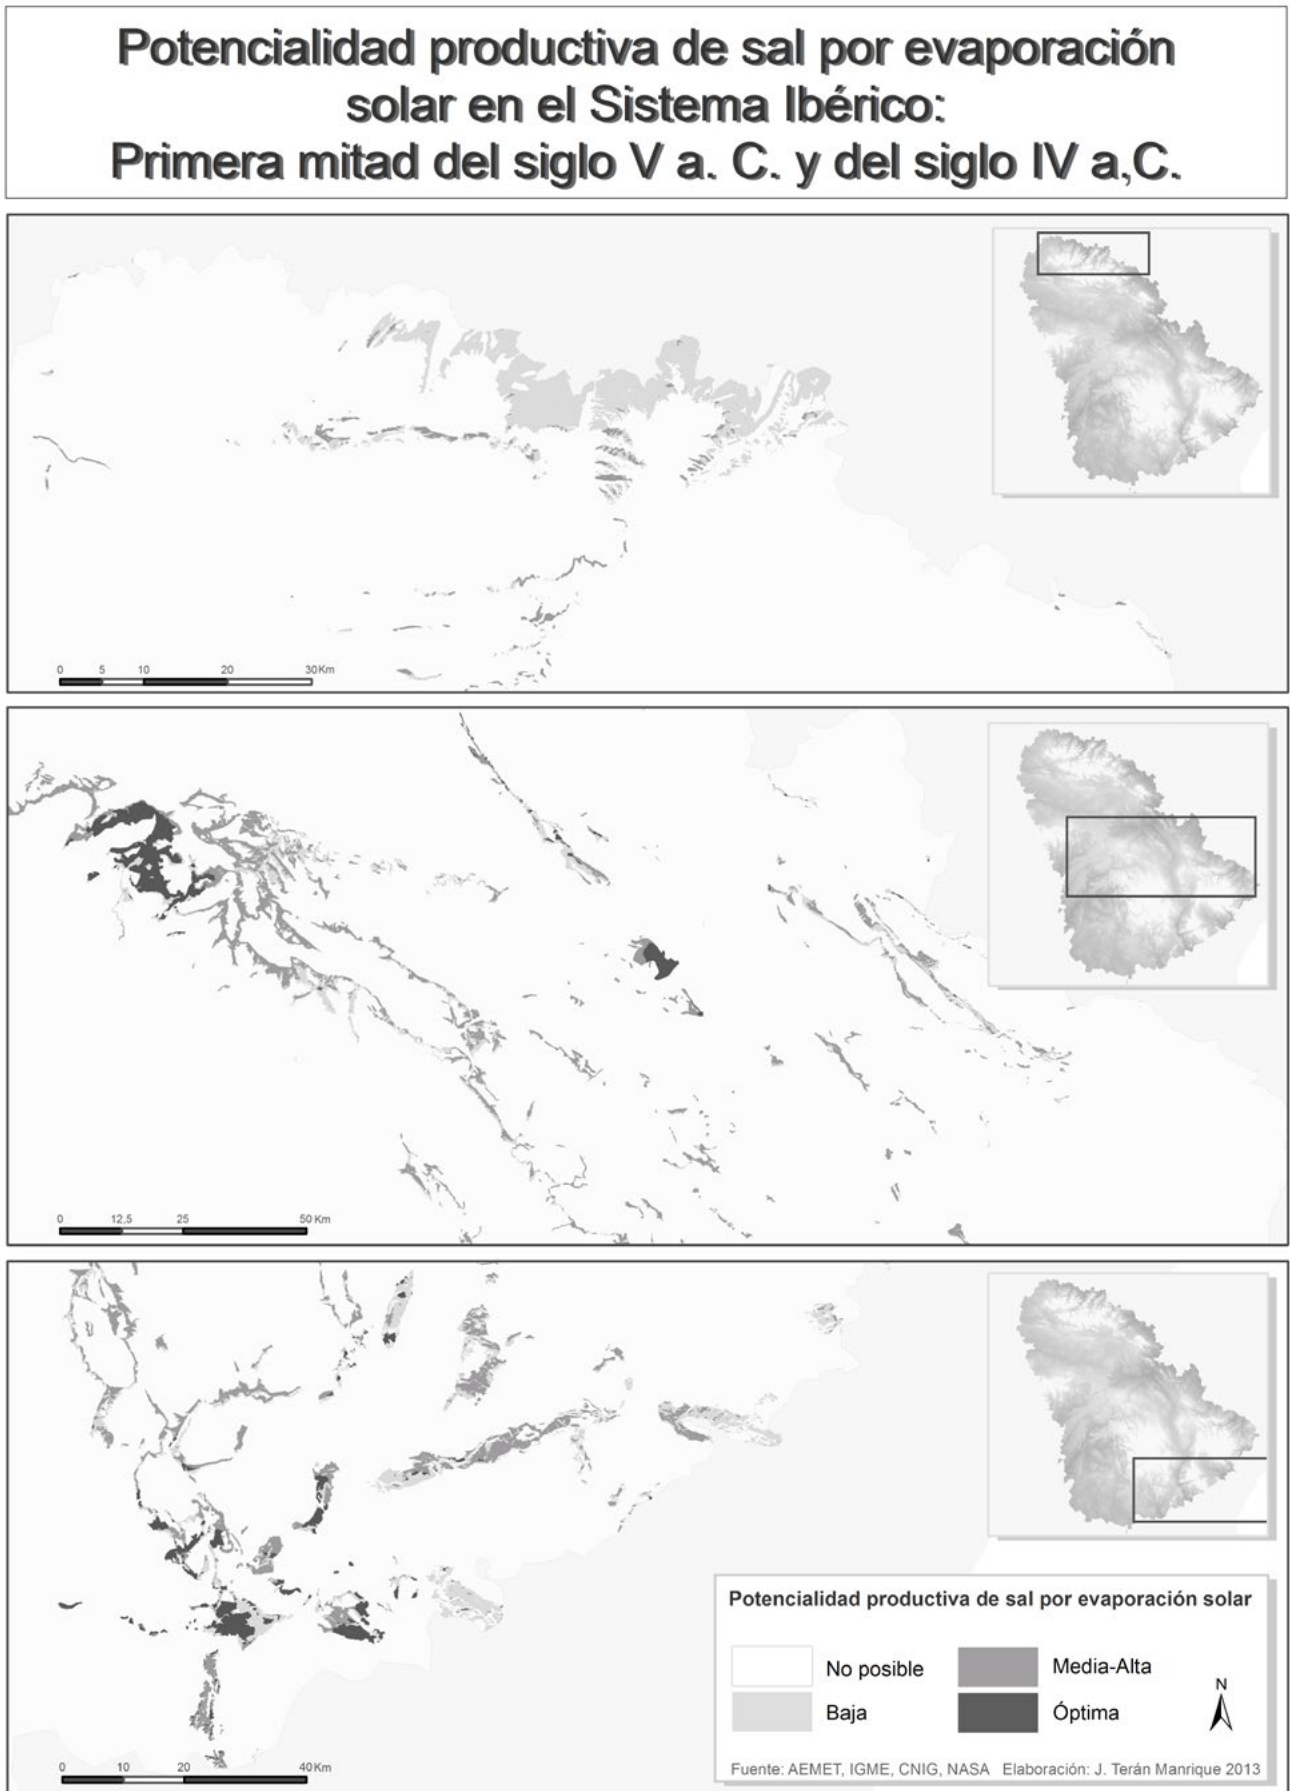 Potencialidad productiva de sal por evaporación
solar en el Sistema Ibérico:
Primera mitad del siglo V a. C. y del siglo IV a,C.
0 5 10 20 30Km
0 12,5 25 50 Km
Potencialidad productiva de sal por evaporación solar
No posible
Media-Alta
Baja
Óptima
N
Fuente: AEMET, IGME, CNIG, NASA Elaboración: J. Terán Manrique 2013
0 10 20 40 Km